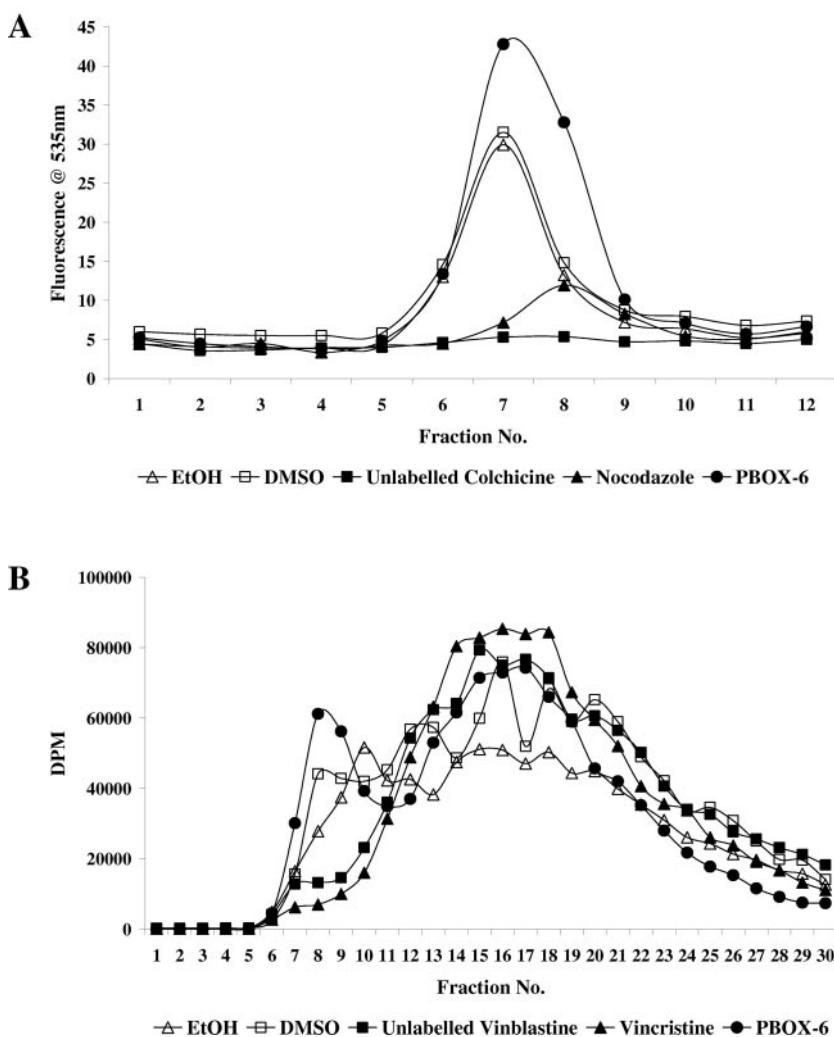 A
Fluorescence @ 535nm
45
40
35
30
25
20
15
10
5
0
1 2 3 4 5 6 7 8 9 10 11 12
Fraction No.
EtOH DMSO Unlabelled Colchicine Nocodazole PBOX-6
B
DPM
100000
80000
60000
40000
20000
0
1 2 3 4 5 6 7 8 9 10 11 12 13 14 15 16 17 18 19 20 21 22 23 24 25 26 27 28 29 30
Fraction No.
EtOH DMSO Unlabelled Vinblastine Vincristine PBOX-6